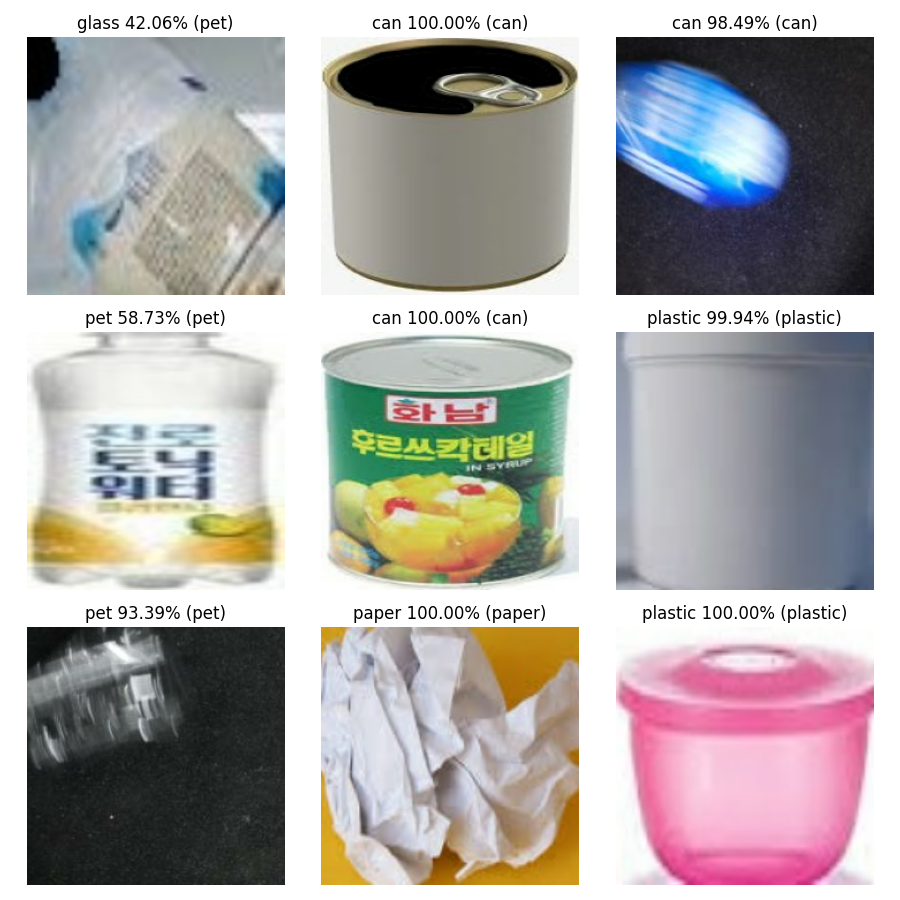 glass 42.06% (pet)
can 100.00% (can)
can 98.49% (can)
pet 58.73% (pet)
can 100.00% (can)
plastic 99.94% (plastic)
진로
토닉
워터
화남
후르쓰칵테일
IN SYRUP
pet 93.39% (pet)
paper 100.00% (paper)
plastic 100.00% (plastic)